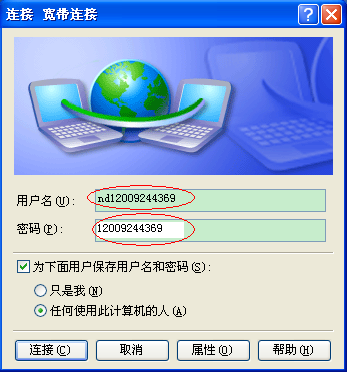 连接 宽带连接
用户名(U): nd12009244369
密码(P): 12009244369
为下面用户保存用户名和密码(S):
只是我(N)
任何使用此计算机的人(A)
连接(C) 取消 属性(O) 帮助(H)